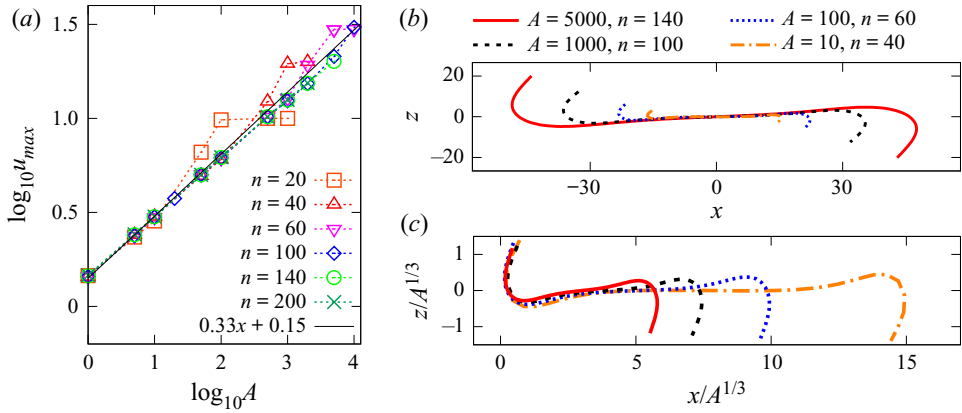 (a)
1.5
1.0
0.5
0
log10umax
0
1
2
3
4
log10A
n = 20
n = 40
n = 60
n = 100
n = 140
n = 200
0.33x + 0.15
(b)
A = 5000, n = 140
A = 100, n = 60
A = 1000, n = 100
A = 10, n = 40
20
0
−20
z
−30
0
30
x
(c)
1
0
−1
z/A1/3
0
5
10
15
x/A1/3